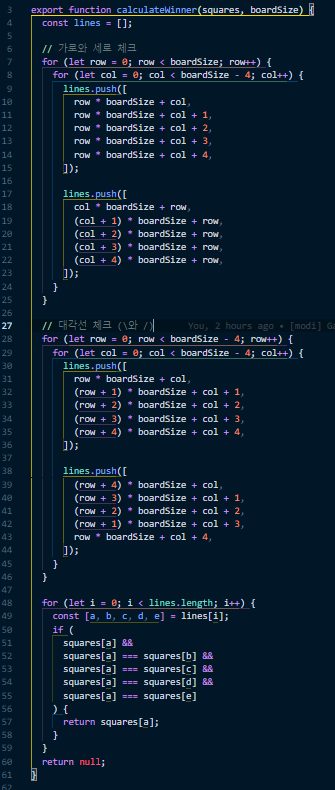 3 export function calculateWinner(squares, boardSize) {
4   const lines = [];
5
6   // 가로와 세로 체크
7   for (let row = 0; row < boardSize; row++) {
8     for (let col = 0; col < boardSize - 4; col++) {
9       lines.push([
10         row * boardSize + col,
11         row * boardSize + col + 1,
12         row * boardSize + col + 2,
13         row * boardSize + col + 3,
14         row * boardSize + col + 4,
15       ]);
16
17       lines.push([
18         col * boardSize + row,
19         (col + 1) * boardSize + row,
20         (col + 2) * boardSize + row,
21         (col + 3) * boardSize + row,
22         (col + 4) * boardSize + row,
23       ]);
24     }
25   }
26
27   // 대각선 체크 (\와 /) You, 2 hours ago • [modi] Ga
28   for (let row = 0; row < boardSize - 4; row++) {
29     for (let col = 0; col < boardSize - 4; col++) {
30       lines.push([
31         row * boardSize + col,
32         (row + 1) * boardSize + col + 1,
33         (row + 2) * boardSize + col + 2,
34         (row + 3) * boardSize + col + 3,
35         (row + 4) * boardSize + col + 4,
36       ]);
37
38       lines.push([
39         (row + 4) * boardSize + col,
40         (row + 3) * boardSize + col + 1,
41         (row + 2) * boardSize + col + 2,
42         (row + 1) * boardSize + col + 3,
43         row * boardSize + col + 4,
44       ]);
45     }
46   }
47
48   for (let i = 0; i < lines.length; i++) {
49     const [a, b, c, d, e] = lines[i];
50     if (
51       squares[a] &&
52       squares[a] === squares[b] &&
53       squares[a] === squares[c] &&
54       squares[a] === squares[d] &&
55       squares[a] === squares[e]
56     ) {
57       return squares[a];
58     }
59   }
60   return null;
61 }
62